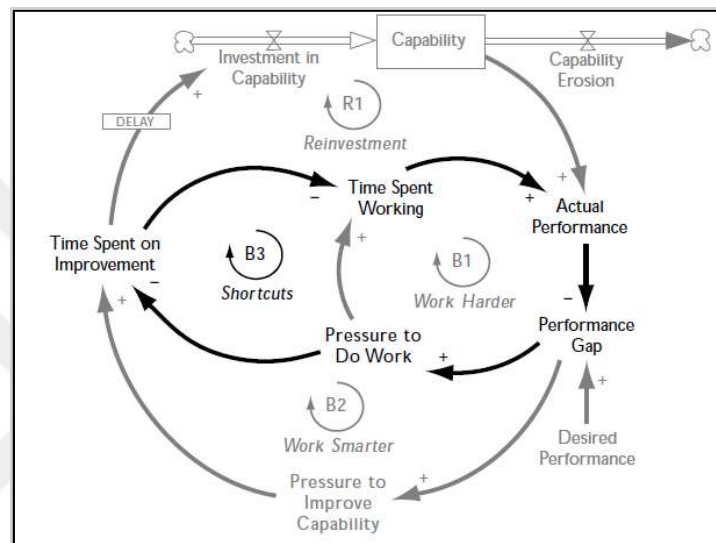 Investment in
Capability
Capability
Capability
Erosion
+
DELAY
R1
Reinvestment
+
–
Time Spent
Working
+
Actual
Performance
Time Spent on
Improvement
+
B3
Shortcuts
B1
Work Harder
–
+
–
Pressure to
Do Work
+
Performance
Gap
B2
Work Smarter
+
Desired
Performance
Pressure to
Improve
Capability
+